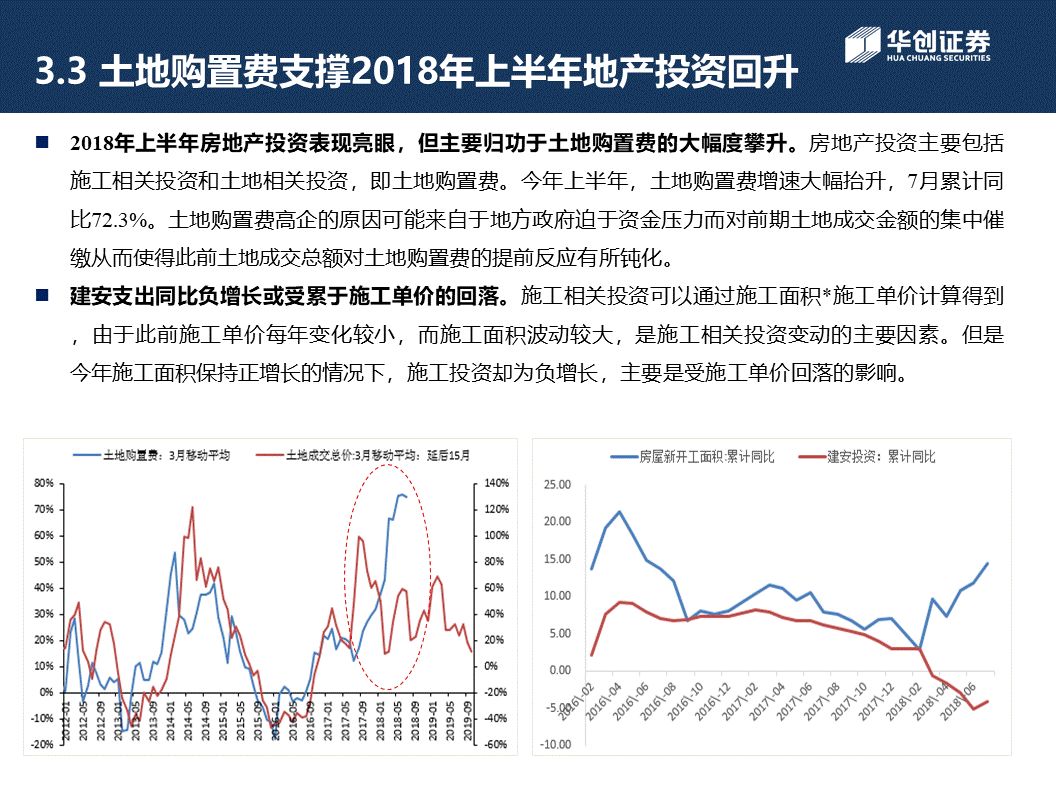 华创证券
HUA CHUANG SECURITIES
3.3 土地购置费支撑2018年上半年地产投资回升
2018年上半年房地产投资表现亮眼，但主要归功于土地购置费的大幅度攀升。房地产投资主要包括
施工相关投资和土地相关投资，即土地购置费。今年上半年，土地购置费增速大幅抬升，7月累计同
比72.3%。土地购置费高企的原因可能来自于地方政府迫于资金压力而对前期土地成交金额的集中催
缴从而使得此前土地成交总额对土地购置费的提前反应有所钝化。
建安支出同比负增长或受累于施工单价的回落。施工相关投资可以通过施工面积*施工单价计算得到
，由于此前施工单价每年变化较小，而施工面积波动较大，是施工相关投资变动的主要因素。但是
今年施工面积保持正增长的情况下，施工投资却为负增长，主要是受施工单价回落的影响。
土地购置费：3月移动平均 土地成交总价:3月移动平均：延后15月
80% 140%
70% 120%
60% 100%
50% 80%
40% 60%
30% 40%
20% 20%
10% 0%
0% -20%
-10% -40%
-20% -60%
2012-01 2012-05 2012-09 2013-01 2013-05 2013-09 2014-01 2014-05 2014-09 2015-01 2015-05 2015-09 2016-01 2016-05 2016-09 2017-01 2017-05 2017-09 2018-01 2018-05 2018-09 2019-01 2019-05 2019-09
房屋新开工面积:累计同比 建安投资：累计同比
25.00
20.00
15.00
10.00
5.00
0.00
-5.00
-10.00
2016\-02 2016\-04 2016\-06 2016\-08 2016\-10 2016\-12 2017\-02 2017\-04 2017\-06 2017\-08 2017\-10 2017\-12 2018\-02 2018\-04 2018\-06